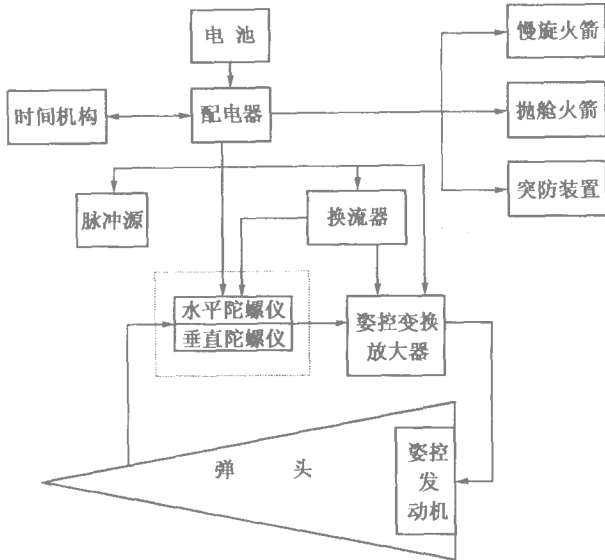 电池
慢旋火箭
时间机构
配电器
抛舱火箭
突防装置
脉冲源
换流器
水平陀螺仪
垂直陀螺仪
姿控变换
放大器
弹头
姿控
发
动机